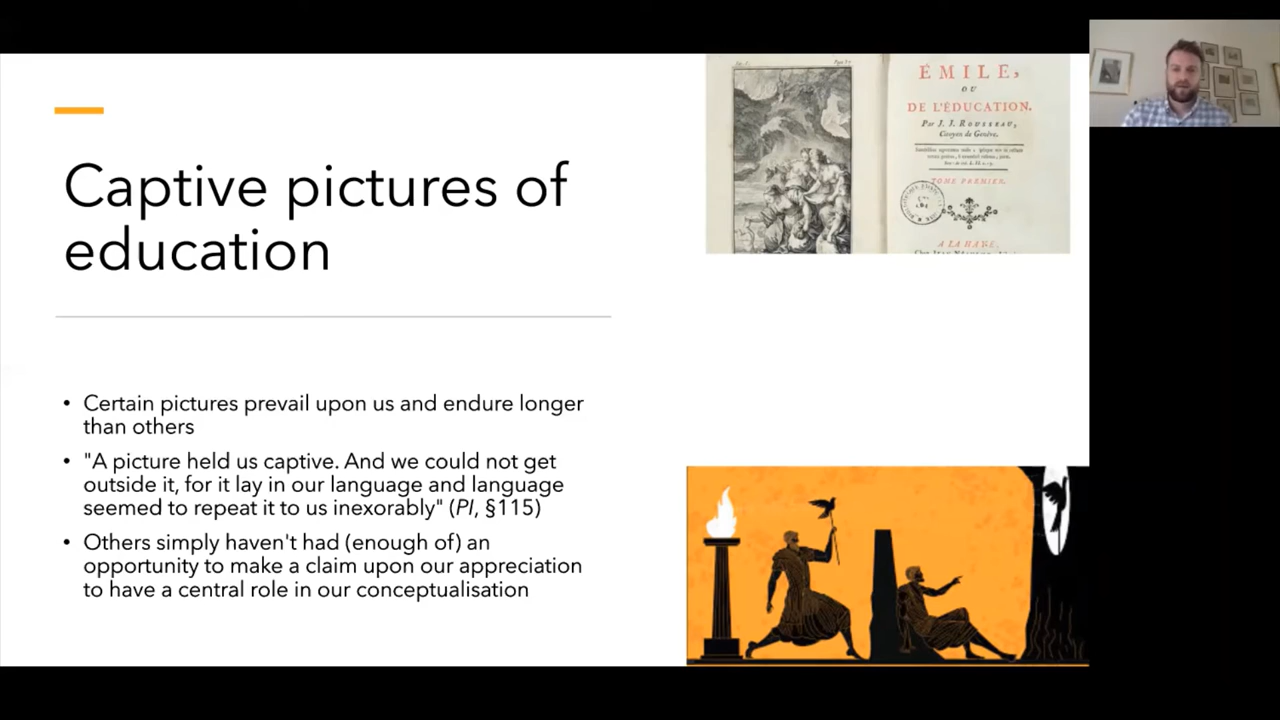 Captive pictures of
education
• Certain pictures prevail upon us and endure longer
than others
• "A picture held us captive. And we could not get
outside it, for it lay in our language and language
seemed to repeat it to us inexorably" (PI, §115)
• Others simply haven't had (enough of) an
opportunity to make a claim upon our appreciation
to have a central role in our conceptualisation
ÉMILE,
OU
DE L'ÉDUCATION.
Par J. J. ROUSSEAU,
Citoyen de Genève.
TOME PREMIER.
A LA HAYE,